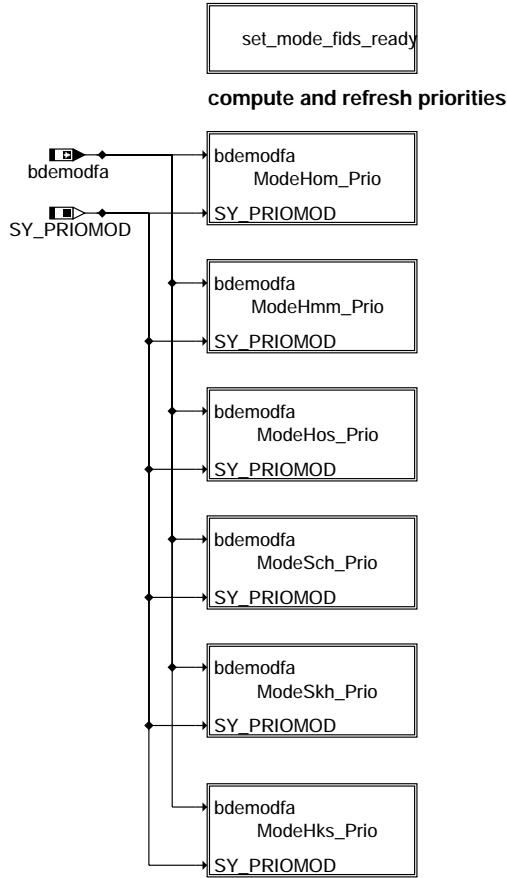 set_mode_fids_ready
compute and refresh priorities
bdemodfa
SY_PRIOMOD
bdemodfa
ModeHom_Prio
SY_PRIOMOD
bdemodfa
ModeHmm_Prio
SY_PRIOMOD
bdemodfa
ModeHos_Prio
SY_PRIOMOD
bdemodfa
ModeSch_Prio
SY_PRIOMOD
bdemodfa
ModeSkh_Prio
SY_PRIOMOD
bdemodfa
ModeHks_Prio
SY_PRIOMOD